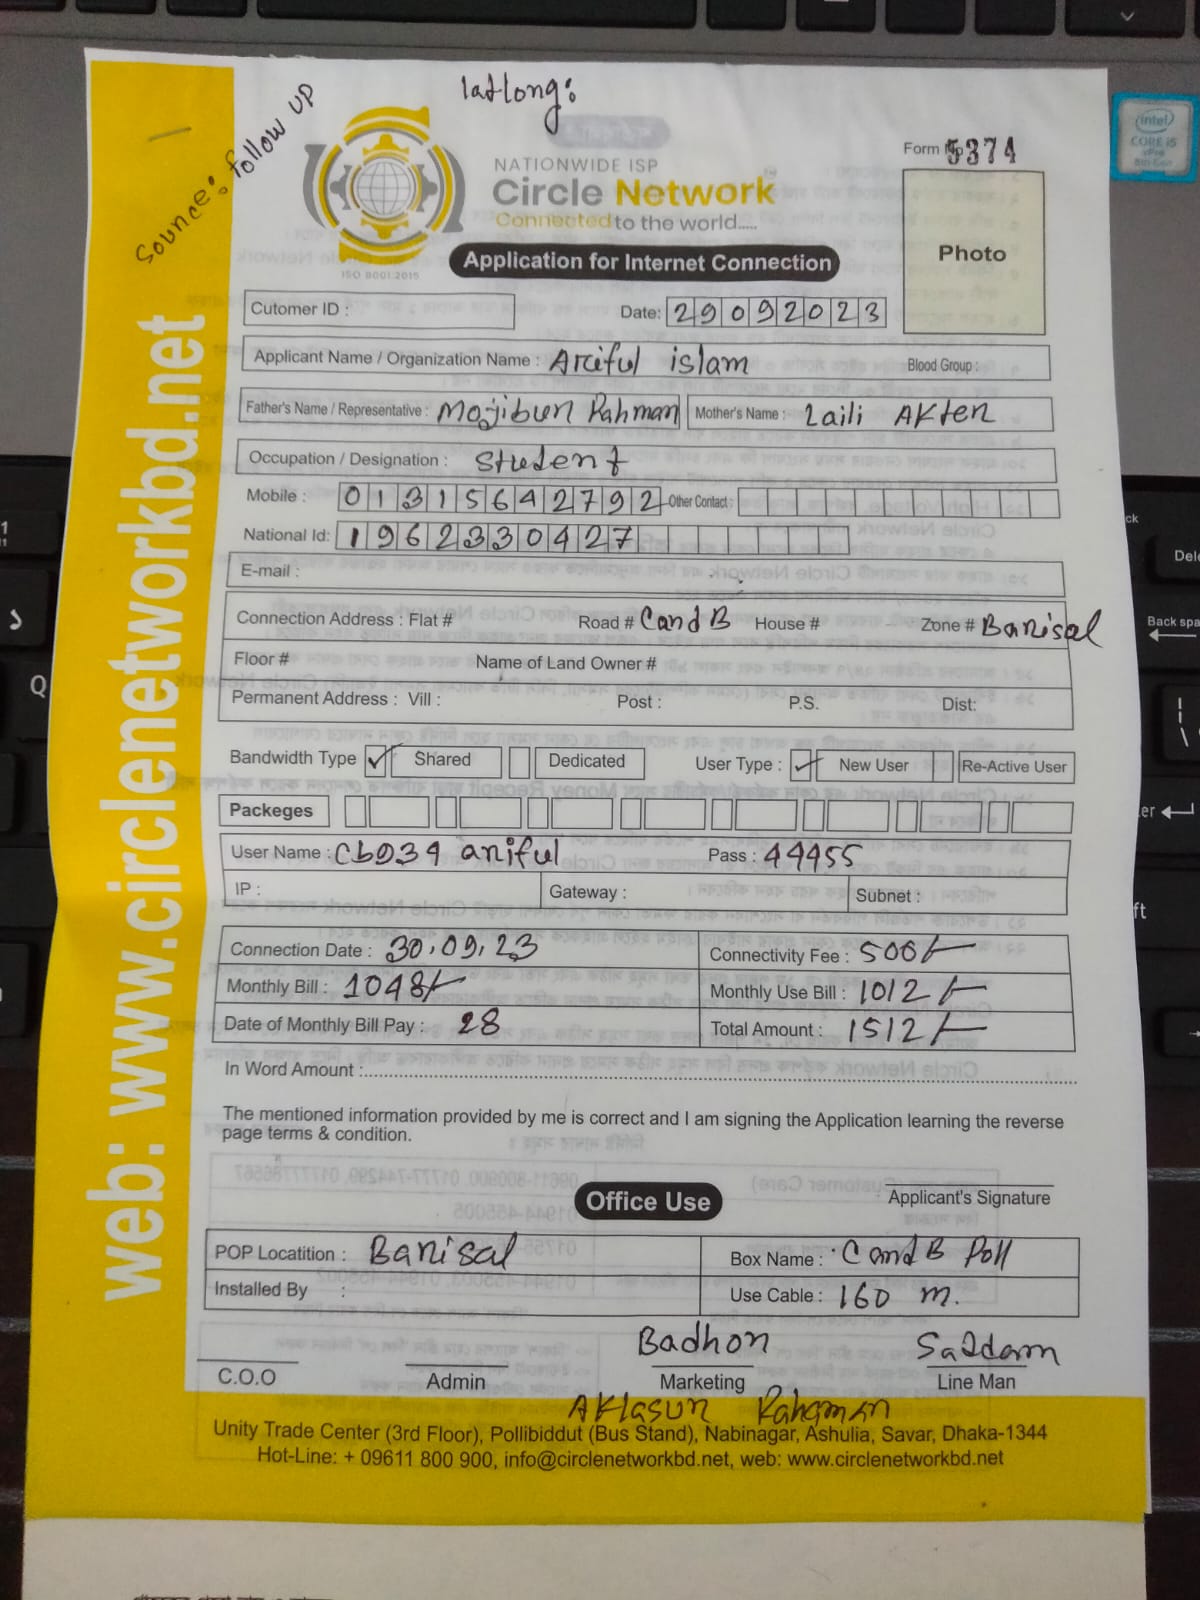 latlong:
Source: follow up
NATIONWIDE ISP
Circle Network
Connected to the world.....
ISO 9001:2015
Application for Internet Connection
Form No 5374
Photo
Cutomer ID :
Date: 29092023
Applicant Name / Organization Name : Ariful islam
Blood Group :
Father's Name / Representative : Mojibur Rahman
Mother's Name : Laili Akter
Occupation / Designation : Student
Mobile : 01315642792
Other Contact :
National Id: 1962330427
E-mail :
Connection Address : Flat # Road # C and B House # Zone # Barisal
Floor # Name of Land Owner #
Permanent Address : Vill : Post : P.S. Dist:
Bandwidth Type Shared Dedicated User Type : New User Re-Active User
Packeges
User Name : Cb934 ariful Pass : 44455
IP : Gateway : Subnet :
Connection Date : 30.09.23 Connectivity Fee : 500/-
Monthly Bill : 1048/- Monthly Use Bill : 1012/-
Date of Monthly Bill Pay : 28 Total Amount : 1512/-
In Word Amount :
The mentioned information provided by me is correct and I am signing the Application learning the reverse
page terms & condition.
Applicant's Signature
Office Use
POP Locatition : Barisal Box Name : C and B Poll
Installed By : Use Cable : 160 m.
Badhon Saddam
C.O.O Admin Marketing Line Man
Aklasur Rahaman
Unity Trade Center (3rd Floor), Pollibiddut (Bus Stand), Nabinagar, Ashulia, Savar, Dhaka-1344
Hot-Line: + 09611 800 900, info@circlenetworkbd.net, web: www.circlenetworkbd.net
web: www.circlenetworkbd.net
intel
CORE i5
vPro
8th Gen
Q